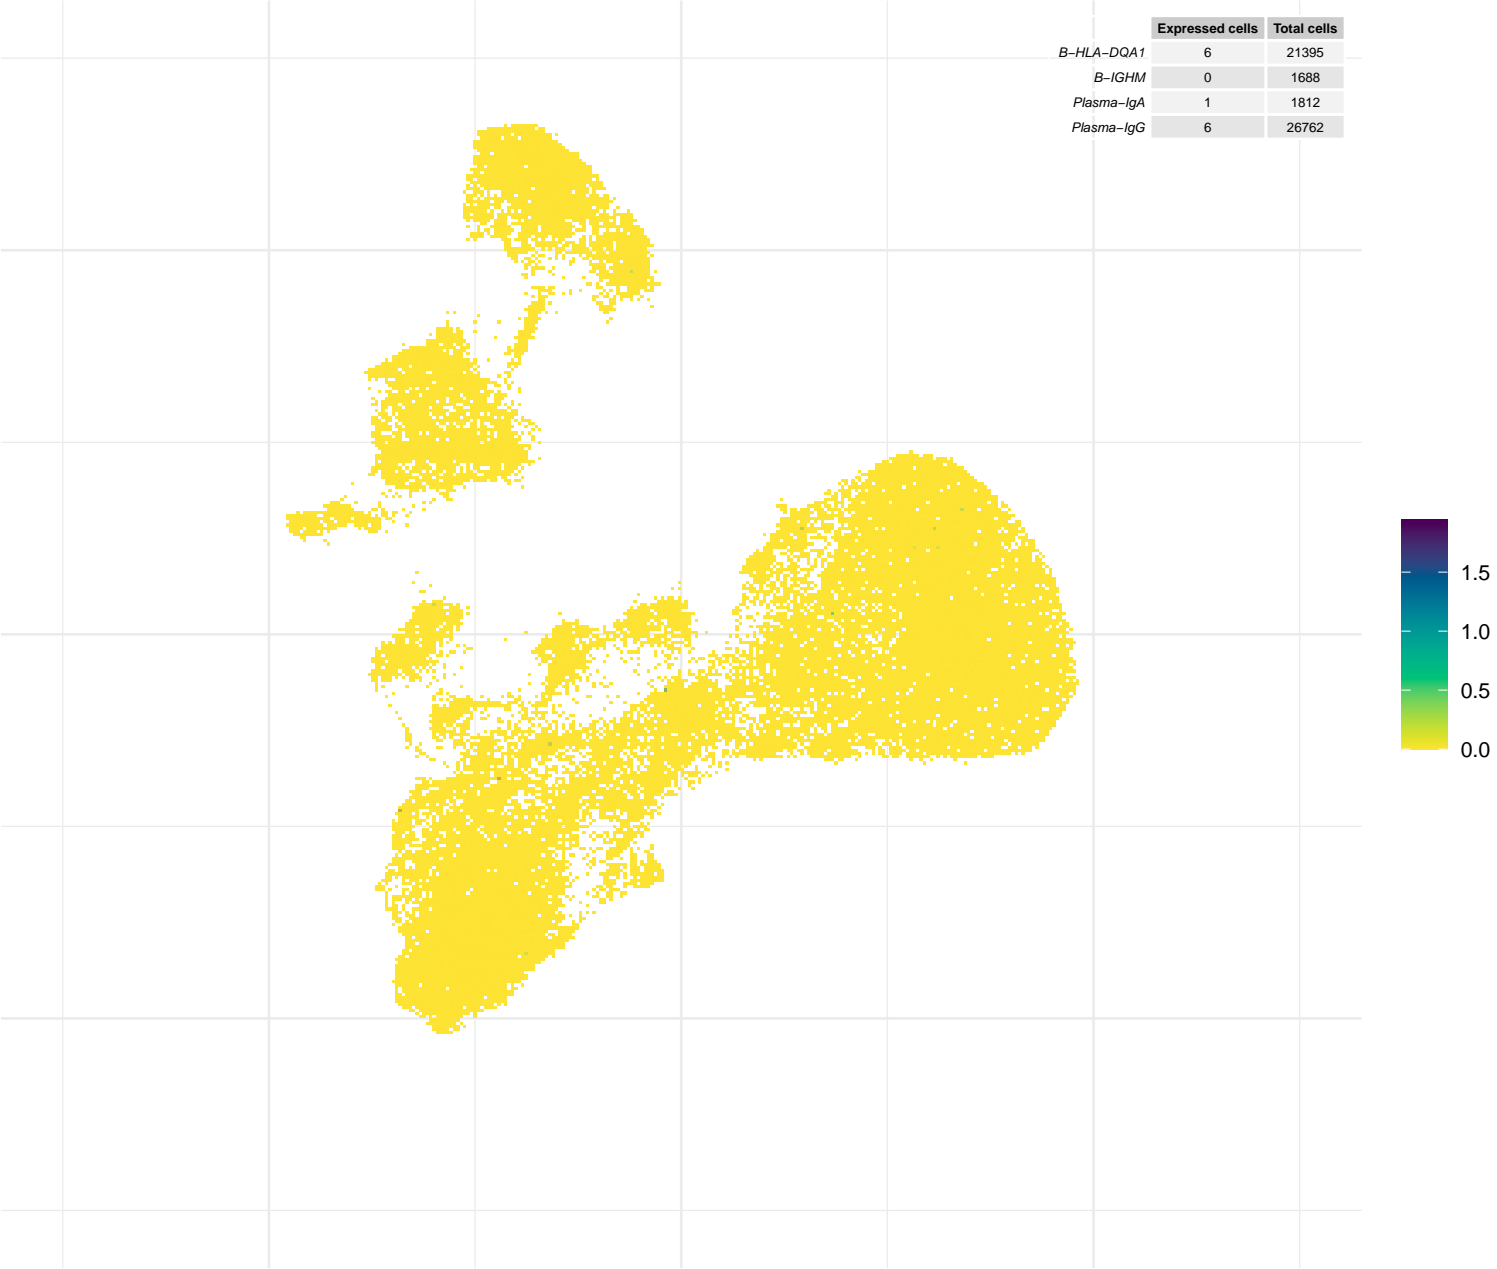 Expressed cells Total cells
B−HLA−DQA1 6 21395
B−IGHM 0 1688
Plasma−IgA 1 1812
Plasma−IgG 6 26762
1.5
1.0
0.5
0.0